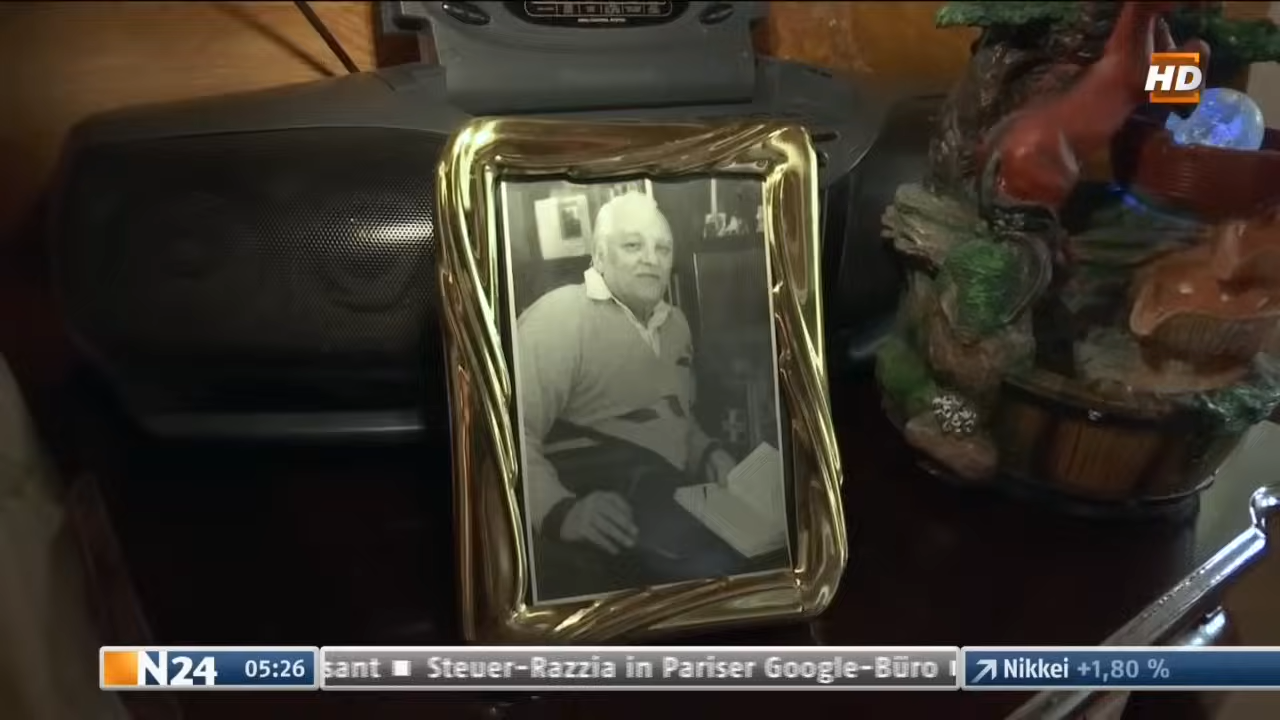 HD
N24 05:26 sant ■ Steuer-Razzia in Pariser Google-Büro Nikkei +1,80 %